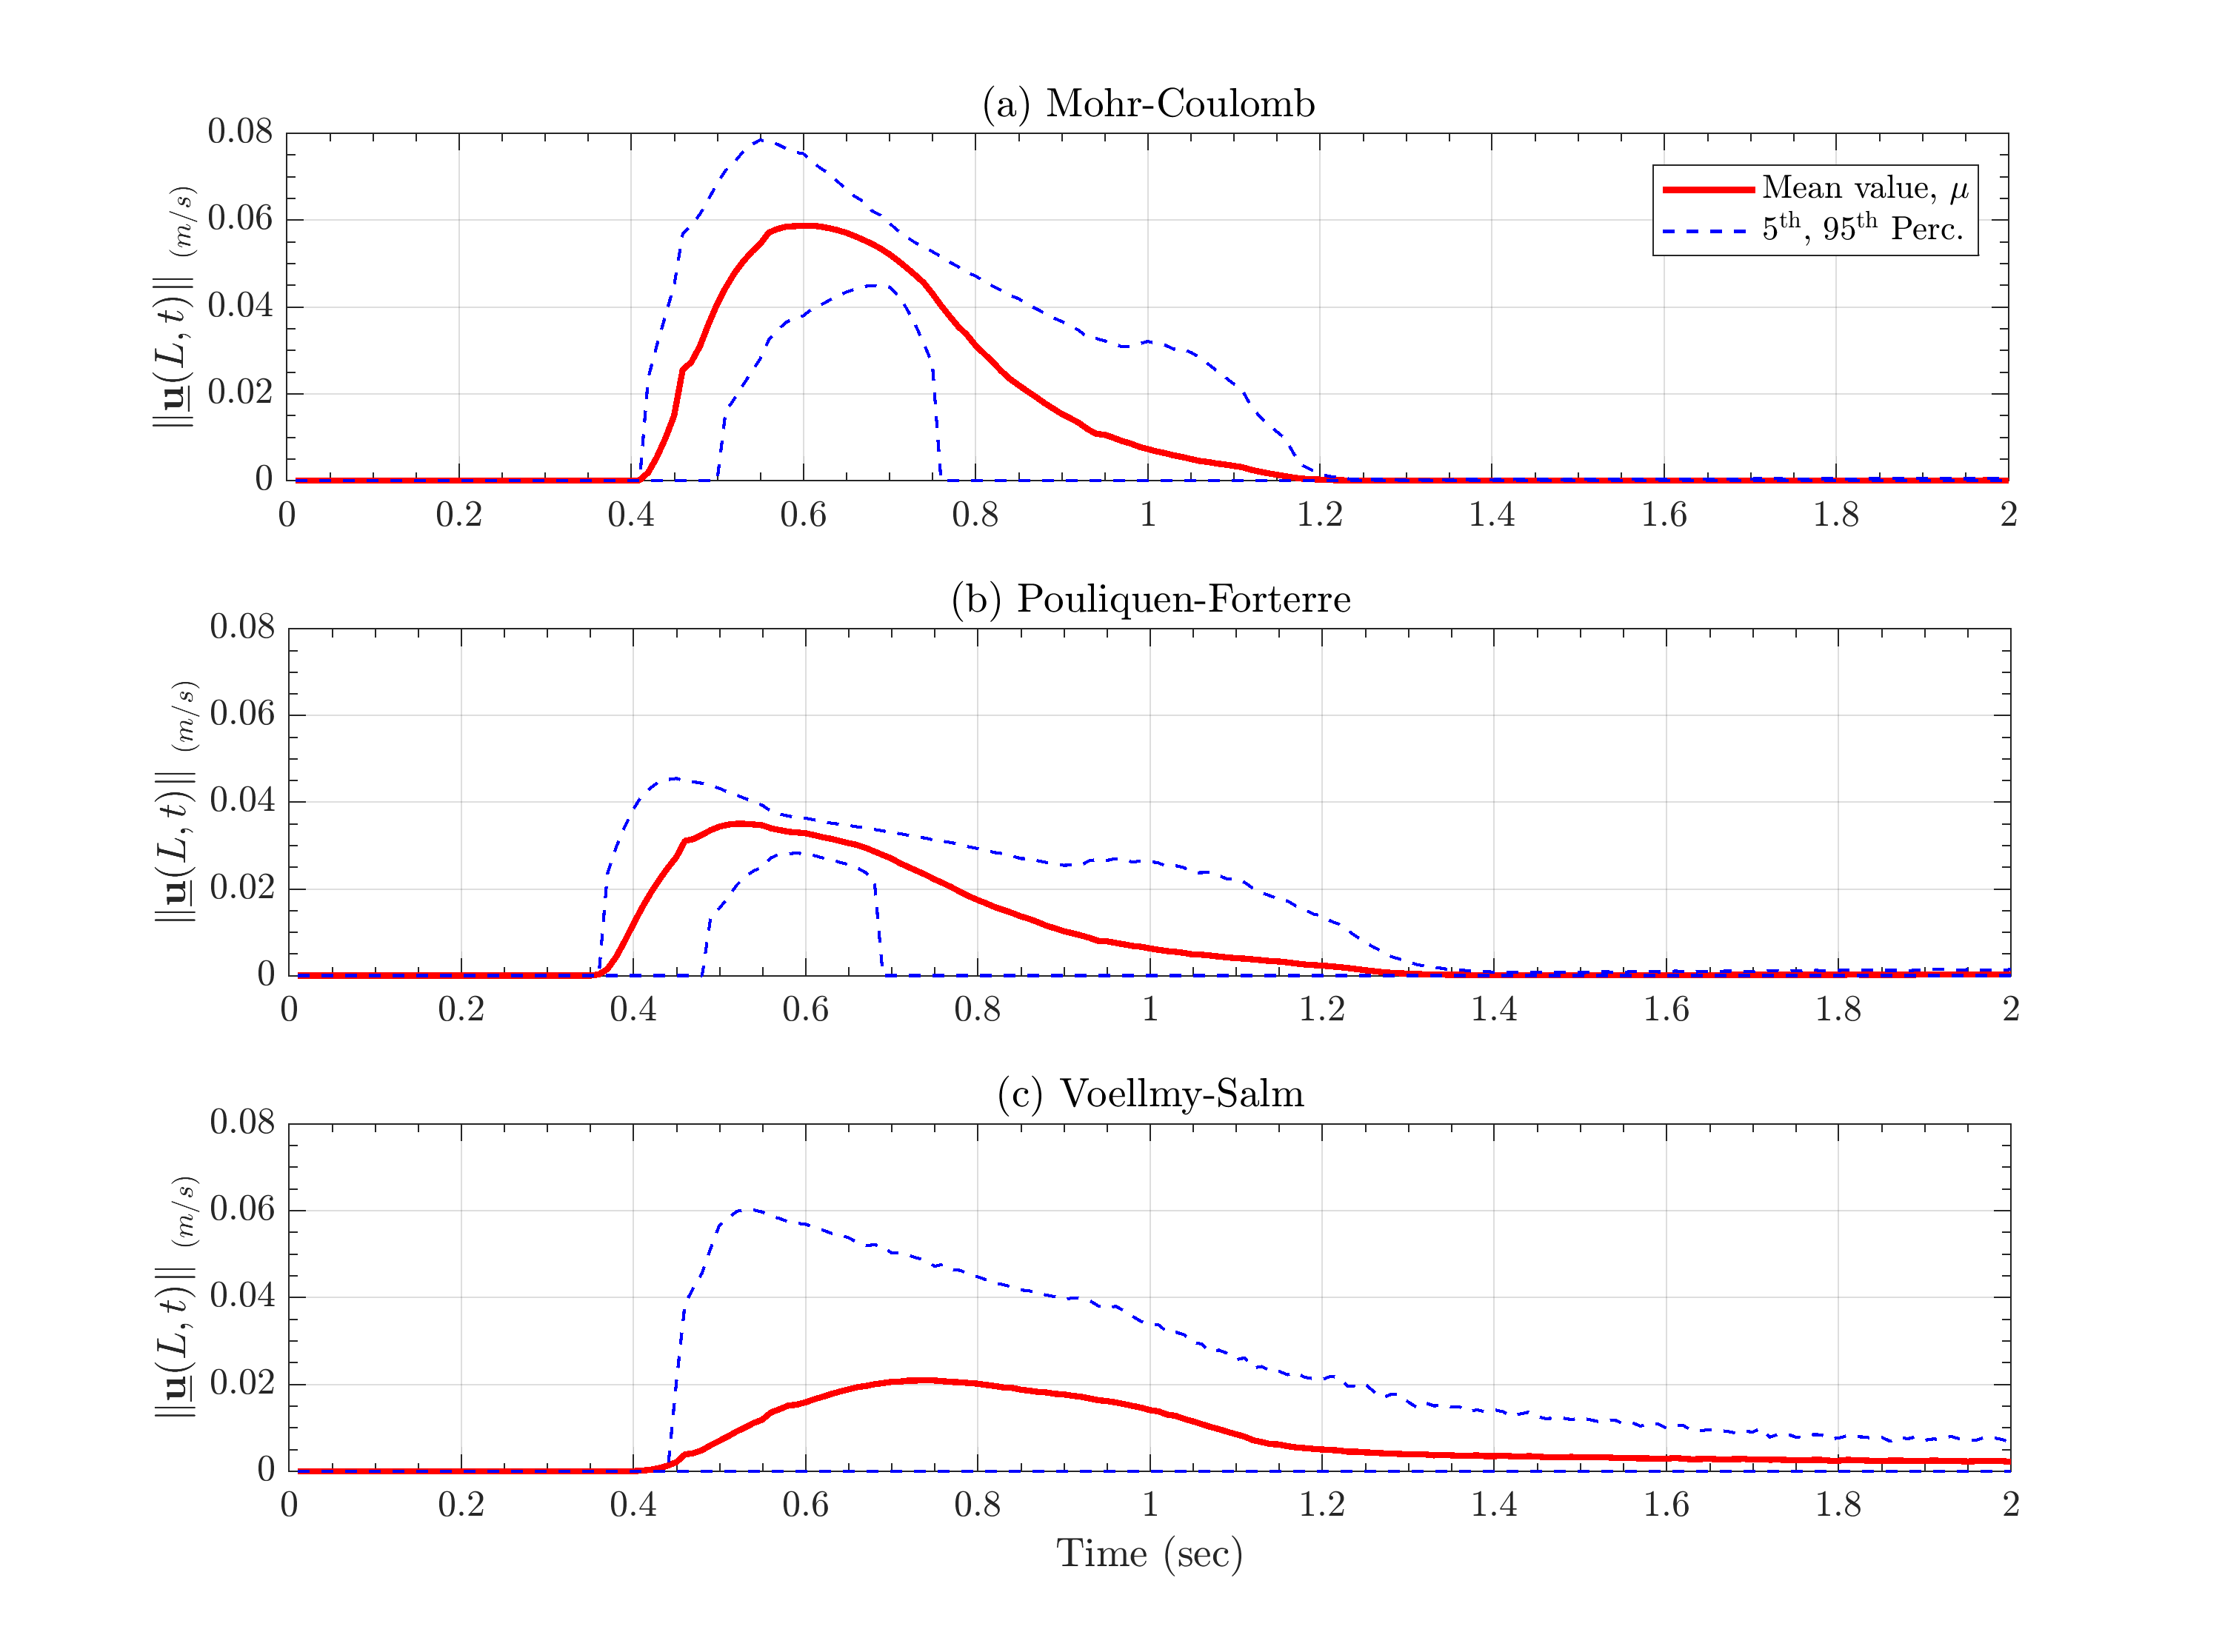 (a) Mohr-Coulomb
||u(L, t)|| (m/s)
0.08
0.06
0.04
0.02
0
Mean value, μ
5th, 95th Perc.
0 0.2 0.4 0.6 0.8 1 1.2 1.4 1.6 1.8 2
(b) Pouliquen-Forterre
||u(L, t)|| (m/s)
0.08
0.06
0.04
0.02
0
0 0.2 0.4 0.6 0.8 1 1.2 1.4 1.6 1.8 2
(c) Voellmy-Salm
||u(L, t)|| (m/s)
0.08
0.06
0.04
0.02
0
0 0.2 0.4 0.6 0.8 1 1.2 1.4 1.6 1.8 2
Time (sec)